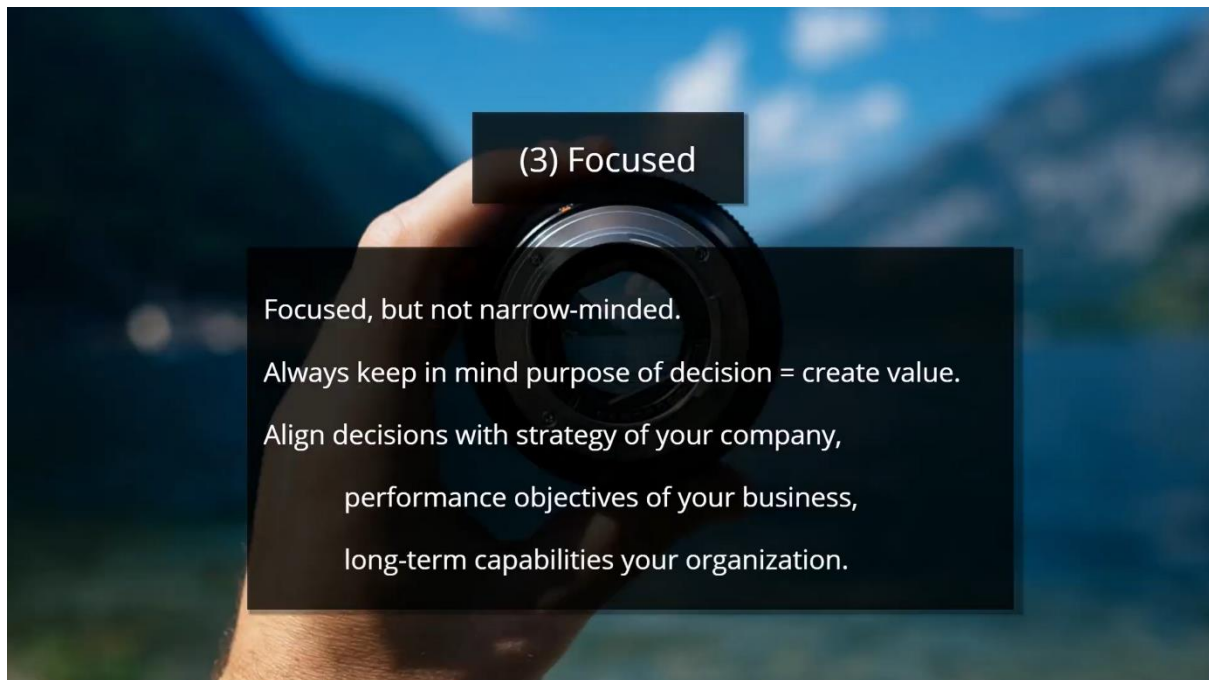 (3) Focused
Focused, but not narrow-minded.
Always keep in mind purpose of decision = create value.
Align decisions with strategy of your company,
performance objectives of your business,
long-term capabilities your organization.